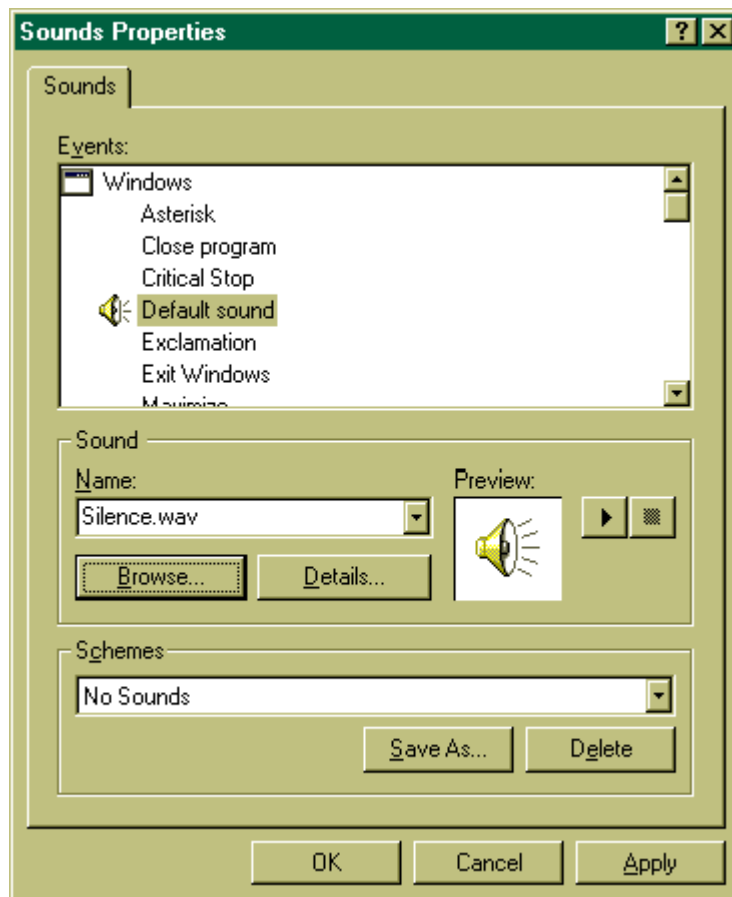 Sounds Properties
Sounds
Events:
Windows
Asterisk
Close program
Critical Stop
Default sound
Exclamation
Exit Windows
Maximize
Sound
Name:
Preview:
Silence.wav
Browse...
Details...
Schemes
No Sounds
Save As...
Delete
OK
Cancel
Apply